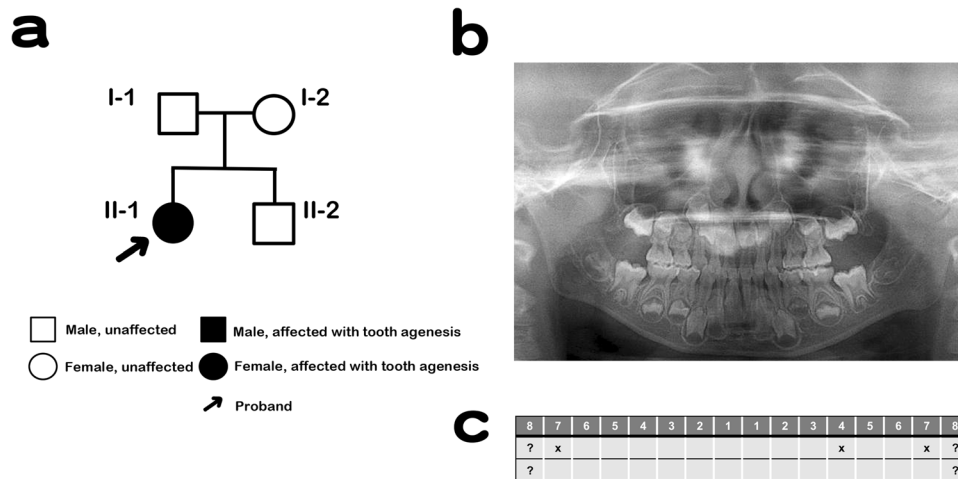 a
I-1
I-2
II-1
II-2
Male, unaffected
Male, affected with tooth agenesis
Female, unaffected
Female, affected with tooth agenesis
Proband
b
c
8 7 6 5 4 3 2 1 1 2 3 4 5 6 7 8
? x x x ?
? ?